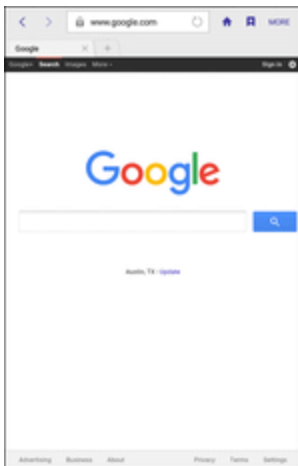 www.google.com MORE
Google
Google+ Search Images More Sign in
Google
Austin, TX - Update
Advertising Business About Privacy Terms Settings